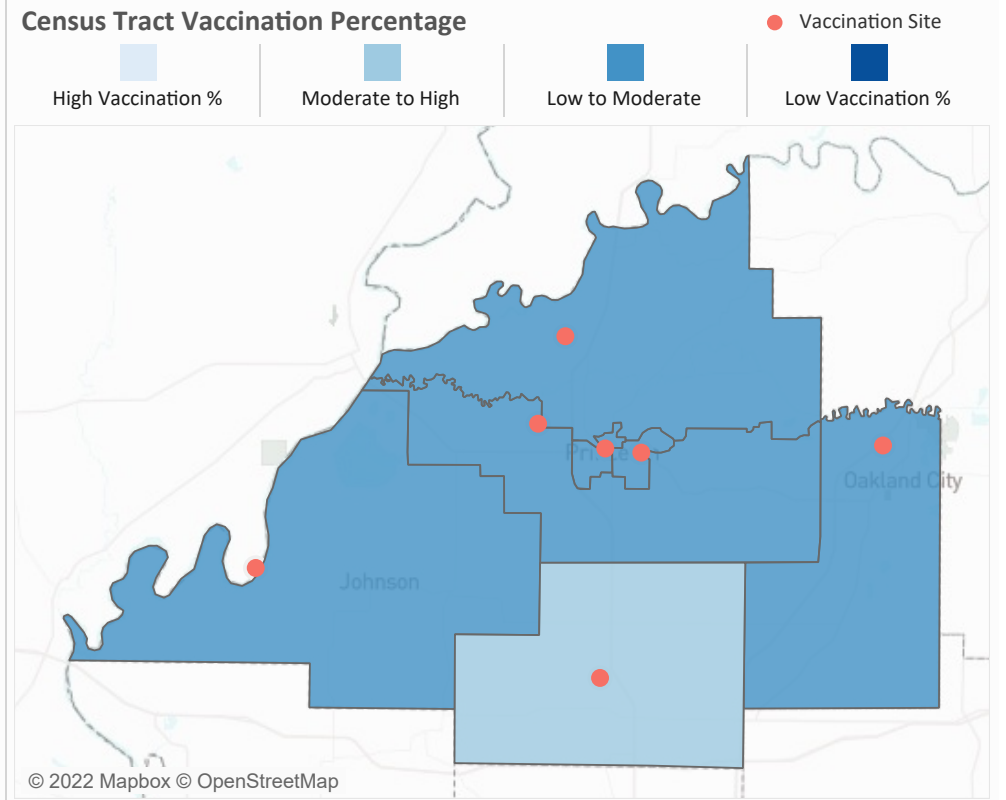 Census Tract Vaccination Percentage
Vaccination Site
High Vaccination %
Moderate to High
Low to Moderate
Low Vaccination %
Oakland City
Johnson
© 2022 Mapbox © OpenStreetMap